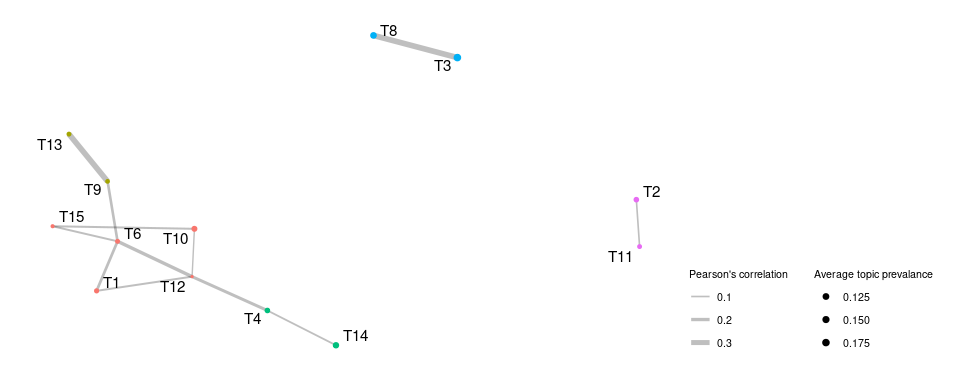 T8
T3
T13
T9
T2
T15
T6
T10
T11
T1
T12
T4
T14
Pearson's correlation
0.1
0.2
0.3
Average topic prevalance
0.125
0.150
0.175